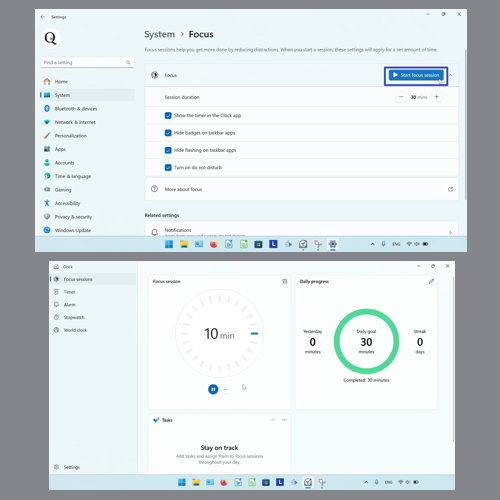 Settings
Q
System > Focus
Focus sessions help you get more done by reducing distractions. When you start a session, these settings will apply for a set amount of time.
Find a setting
Home
System
Bluetooth & devices
Network & internet
Personalization
Apps
Accounts
Time & language
Gaming
Accessibility
Privacy & security
Windows Update
Focus
Start focus session
Session duration
30 mins
Show the timer in the Clock app
Hide badges on taskbar apps
Hide flashing on taskbar apps
Turn on do not disturb
More about focus
Related settings
Notifications
L
ENG
Clock
Focus sessions
Timer
Alarm
Stopwatch
World clock
Settings
Focus session
10 min
Tasks
Stay on track
Add tasks and assign them to focus sessions
throughout your day.
Daily progress
Yesterday
0
minutes
Daily goal
30
minutes
Streak
0
days
Completed: 30 minutes
L
ENG